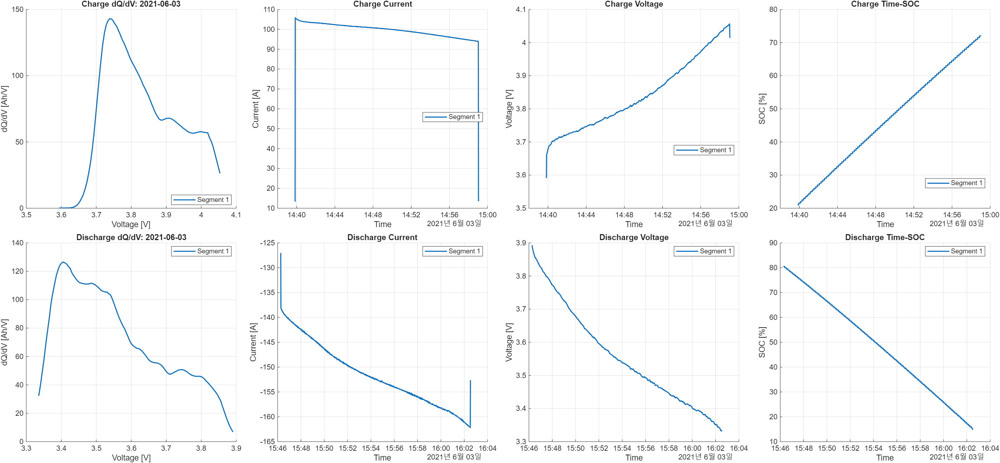 Charge dQ/dV: 2021-06-03
150
100
50
0
3.5 3.6 3.7 3.8 3.9 4 4.1
dQ/dV [Ah/V]
Voltage [V]
Segment 1
Charge Current
110
100
90
80
70
60
50
40
30
20
10
14:40 14:44 14:48 14:52 14:56 15:00
Current [A]
Time
2021년 6월 03일
Segment 1
Charge Voltage
4.1
4
3.9
3.8
3.7
3.6
3.5
14:40 14:44 14:48 14:52 14:56 15:00
Voltage [V]
Time
2021년 6월 03일
Segment 1
Charge Time-SOC
80
70
60
50
40
30
20
14:40 14:44 14:48 14:52 14:56 15:00
SOC [%]
Time
2021년 6월 03일
Segment 1
Discharge dQ/dV: 2021-06-03
140
120
100
80
60
40
20
0
3.3 3.4 3.5 3.6 3.7 3.8 3.9
dQ/dV [Ah/V]
Voltage [V]
Segment 1
Discharge Current
-125
-130
-135
-140
-145
-150
-155
-160
-165
15:46 15:48 15:50 15:52 15:54 15:56 15:58 16:00 16:02 16:04
Current [A]
Time
2021년 6월 03일
Segment 1
Discharge Voltage
3.9
3.8
3.7
3.6
3.5
3.4
3.3
15:46 15:48 15:50 15:52 15:54 15:56 15:58 16:00 16:02 16:04
Voltage [V]
Time
2021년 6월 03일
Segment 1
Discharge Time-SOC
90
80
70
60
50
40
30
20
10
15:46 15:48 15:50 15:52 15:54 15:56 15:58 16:00 16:02 16:04
SOC [%]
Time
2021년 6월 03일
Segment 1